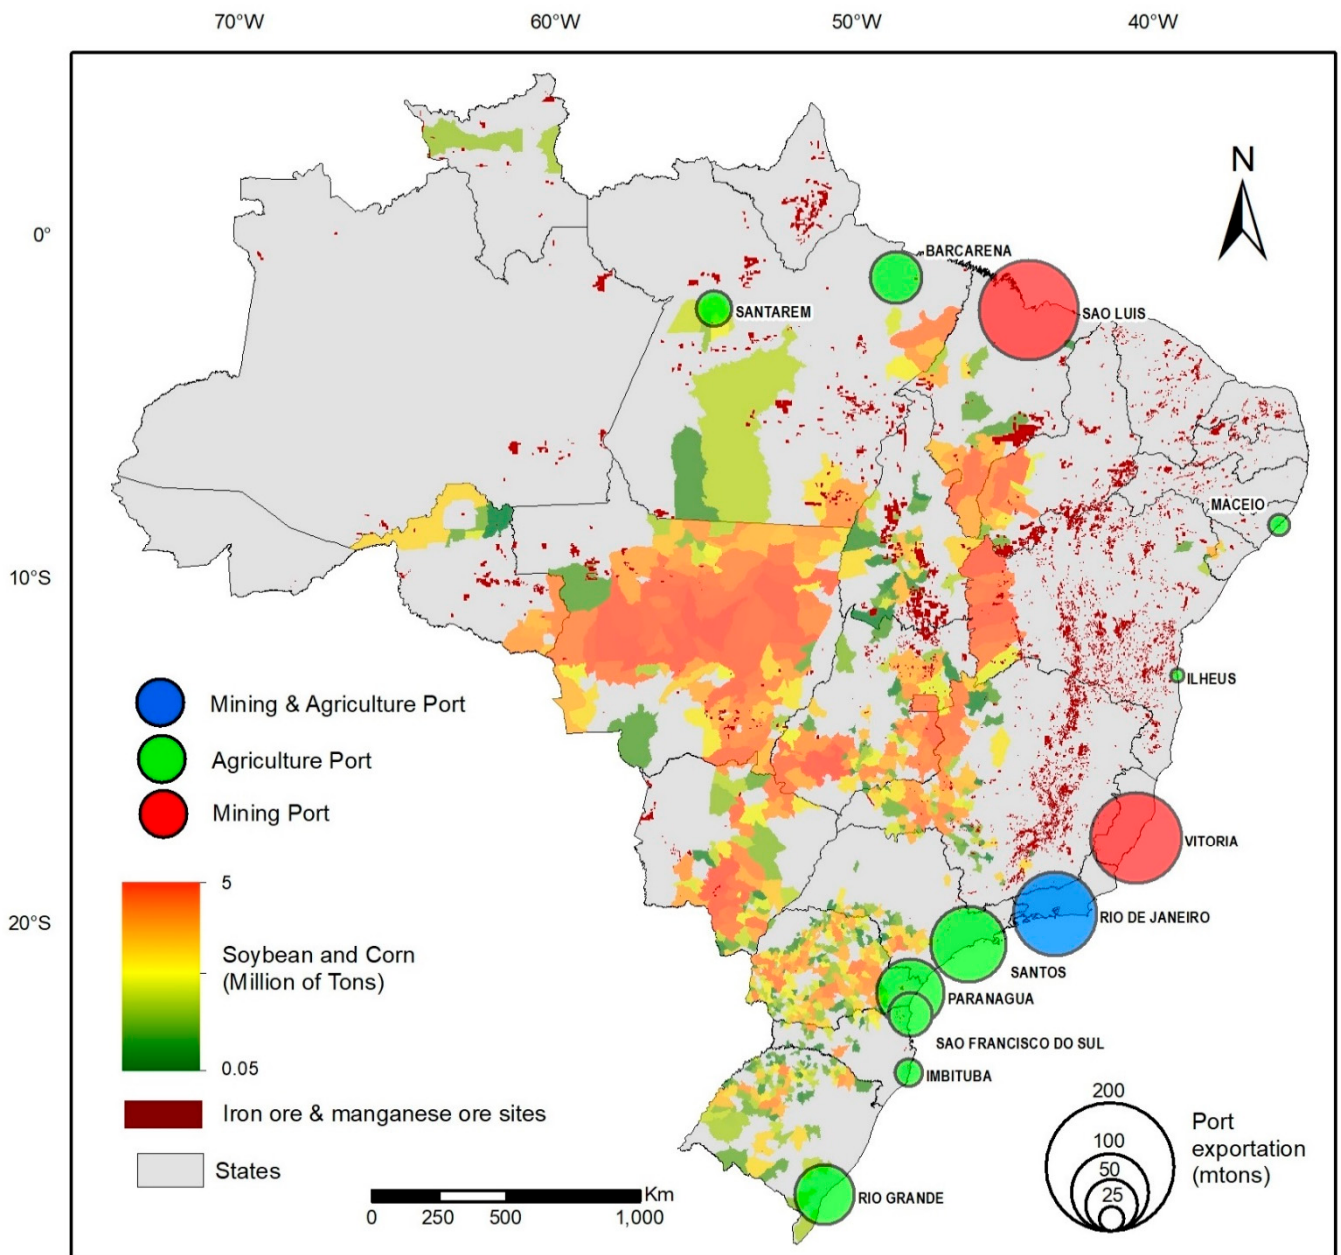 70°W 60°W 50°W 40°W
N
0°
BARCARENA
SANTAREM
SAO LUIS
MACEIO
10°S
ILHEUS
Mining & Agriculture Port
Agriculture Port
Mining Port
VITORIA
5
20°S
RIO DE JANEIRO
Soybean and Corn
(Million of Tons)
SANTOS
PARANAGUA
SAO FRANCISCO DO SUL
0.05
IMBITUBA
Iron ore & manganese ore sites
200
100
50
25
Port
exportation
(mtons)
States
Km
RIO GRANDE
0 250 500 1,000